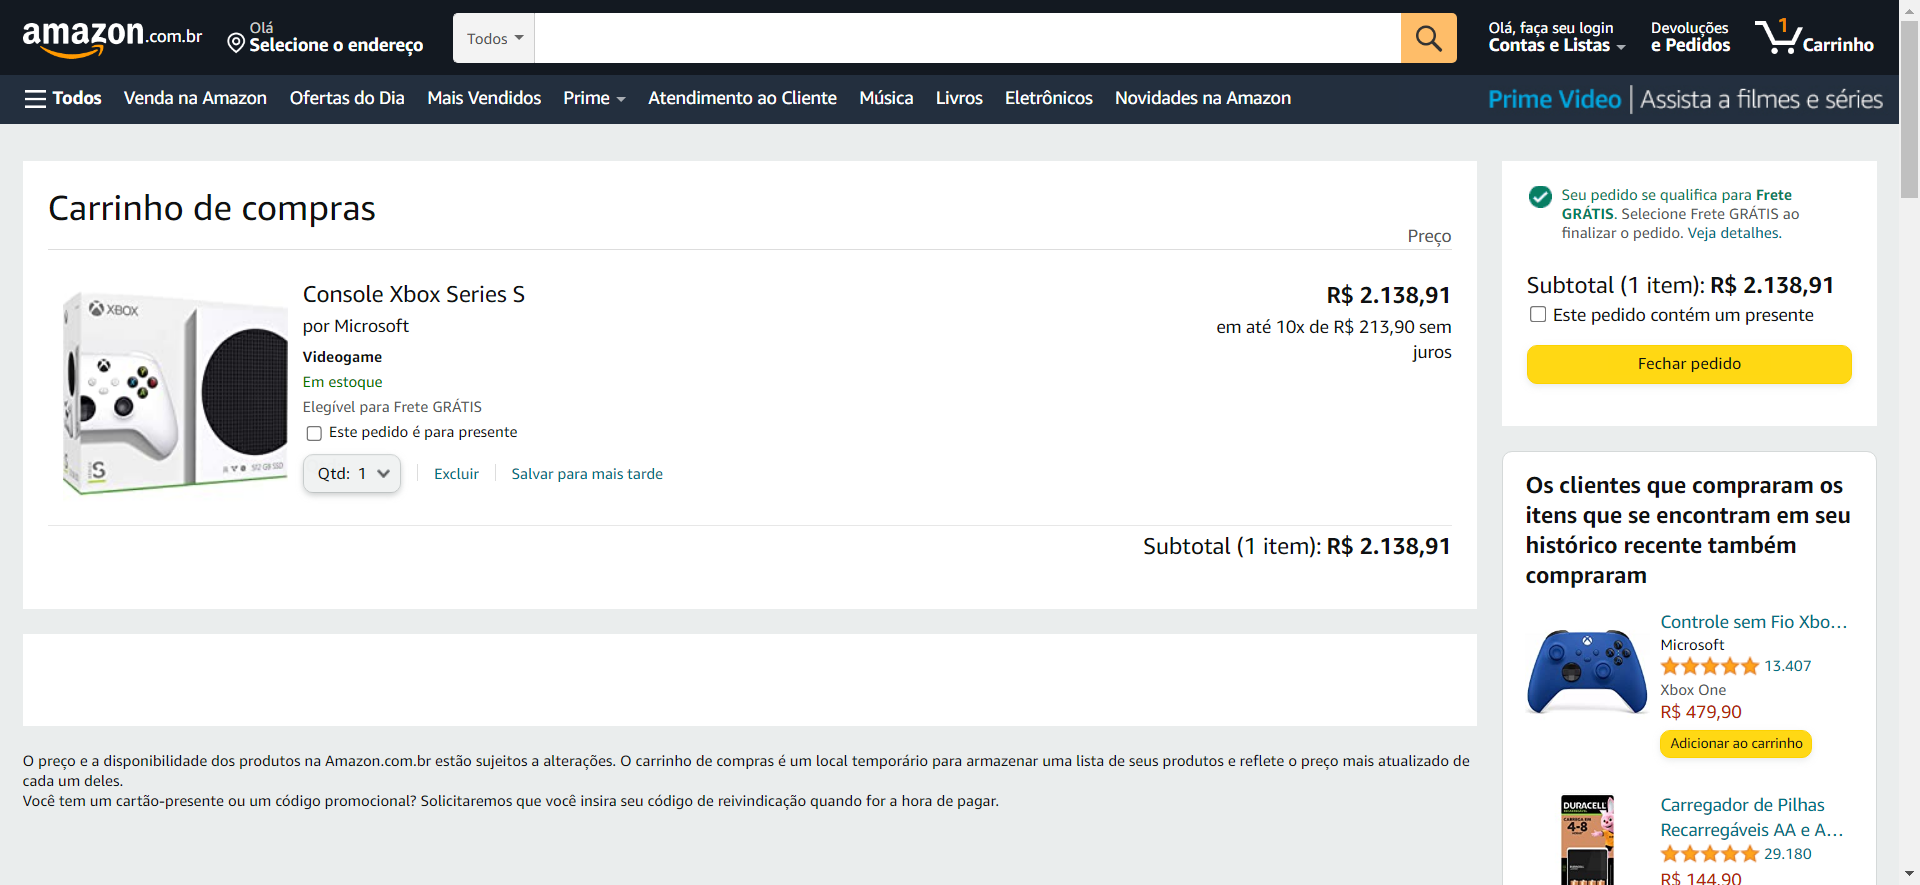 amazon.com.br
Olá
Selecione o endereço
Todos
Olá, faça seu login
Contas e Listas
Devoluções
e Pedidos
1
Carrinho
Todos
Venda na Amazon
Ofertas do Dia
Mais Vendidos
Prime
Atendimento ao Cliente
Música
Livros
Eletrônicos
Novidades na Amazon
Prime Video | Assista a filmes e séries
Carrinho de compras
Preço
XBOX
S
512 GB SSD
Console Xbox Series S
por Microsoft
Videogame
Em estoque
Elegível para Frete GRÁTIS
Este pedido é para presente
Qtd: 1
Excluir
Salvar para mais tarde
R$ 2.138,91
em até 10x de R$ 213,90 sem
juros
Subtotal (1 item): R$ 2.138,91
O preço e a disponibilidade dos produtos na Amazon.com.br estão sujeitos a alterações. O carrinho de compras é um local temporário para armazenar uma lista de seus produtos e reflete o preço mais atualizado de
cada um deles.
Você tem um cartão-presente ou um código promocional? Solicitaremos que você insira seu código de reivindicação quando for a hora de pagar.
Seu pedido se qualifica para Frete
GRÁTIS. Selecione Frete GRÁTIS ao
finalizar o pedido. Veja detalhes.
Subtotal (1 item): R$ 2.138,91
Este pedido contém um presente
Fechar pedido
Os clientes que compraram os
itens que se encontram em seu
histórico recente também
compraram
Controle sem Fio Xbo…
Microsoft
13.407
Xbox One
R$ 479,90
Adicionar ao carrinho
DURACELL
4-8
Carregador de Pilhas
Recarregáveis AA e A…
29.180
R$ 144,90